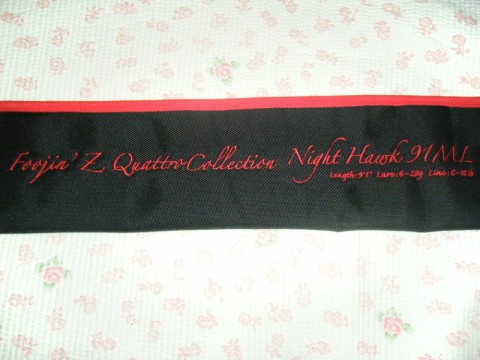 Foojin' Z Quattro Collection Night Hawk 91ML
Length:9'1" Lure:6-28g Line:6-16lb